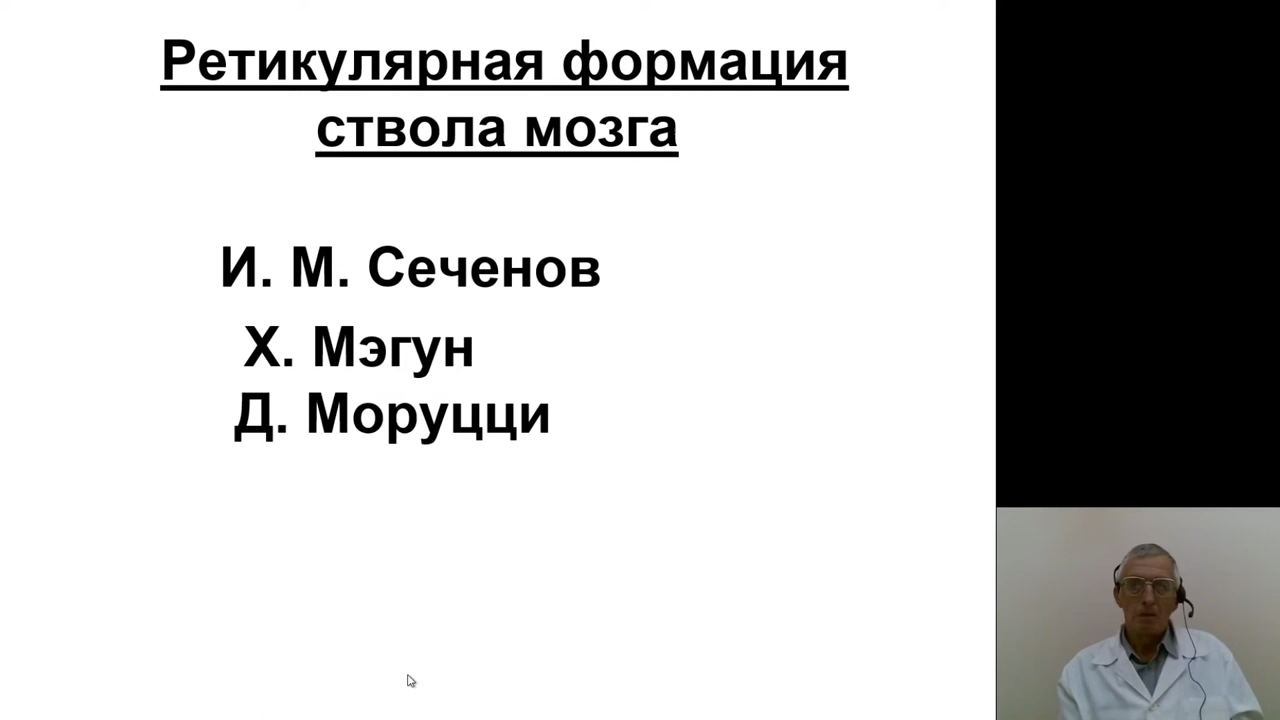 Ретикулярная формация
ствола мозга
И. М. Сеченов
Х. Мэгун
Д. Моруцци